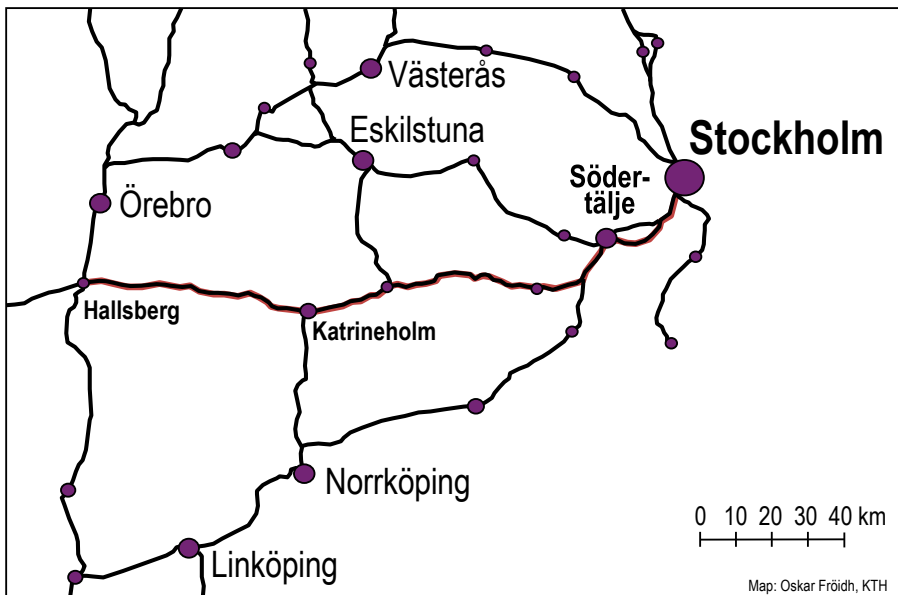 Västerås
Eskilstuna
Stockholm
Söder-
tälje
Örebro
Hallsberg
Katrineholm
Norrköping
0 10 20 30 40 km
Linköping
Map: Oskar Fröidh, KTH